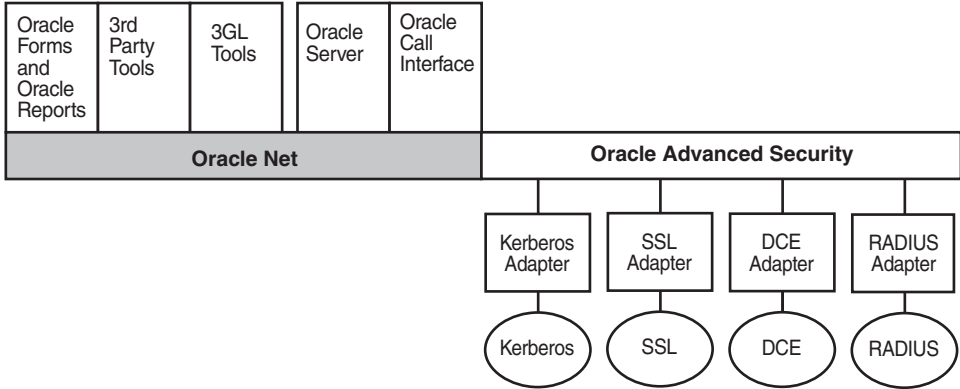 Oracle
Forms
and
Oracle
Reports
3rd
Party
Tools
3GL
Tools
Oracle
Server
Oracle
Call
Interface
Oracle Net
Oracle Advanced Security
Kerberos
Adapter
SSL
Adapter
DCE
Adapter
RADIUS
Adapter
Kerberos
SSL
DCE
RADIUS